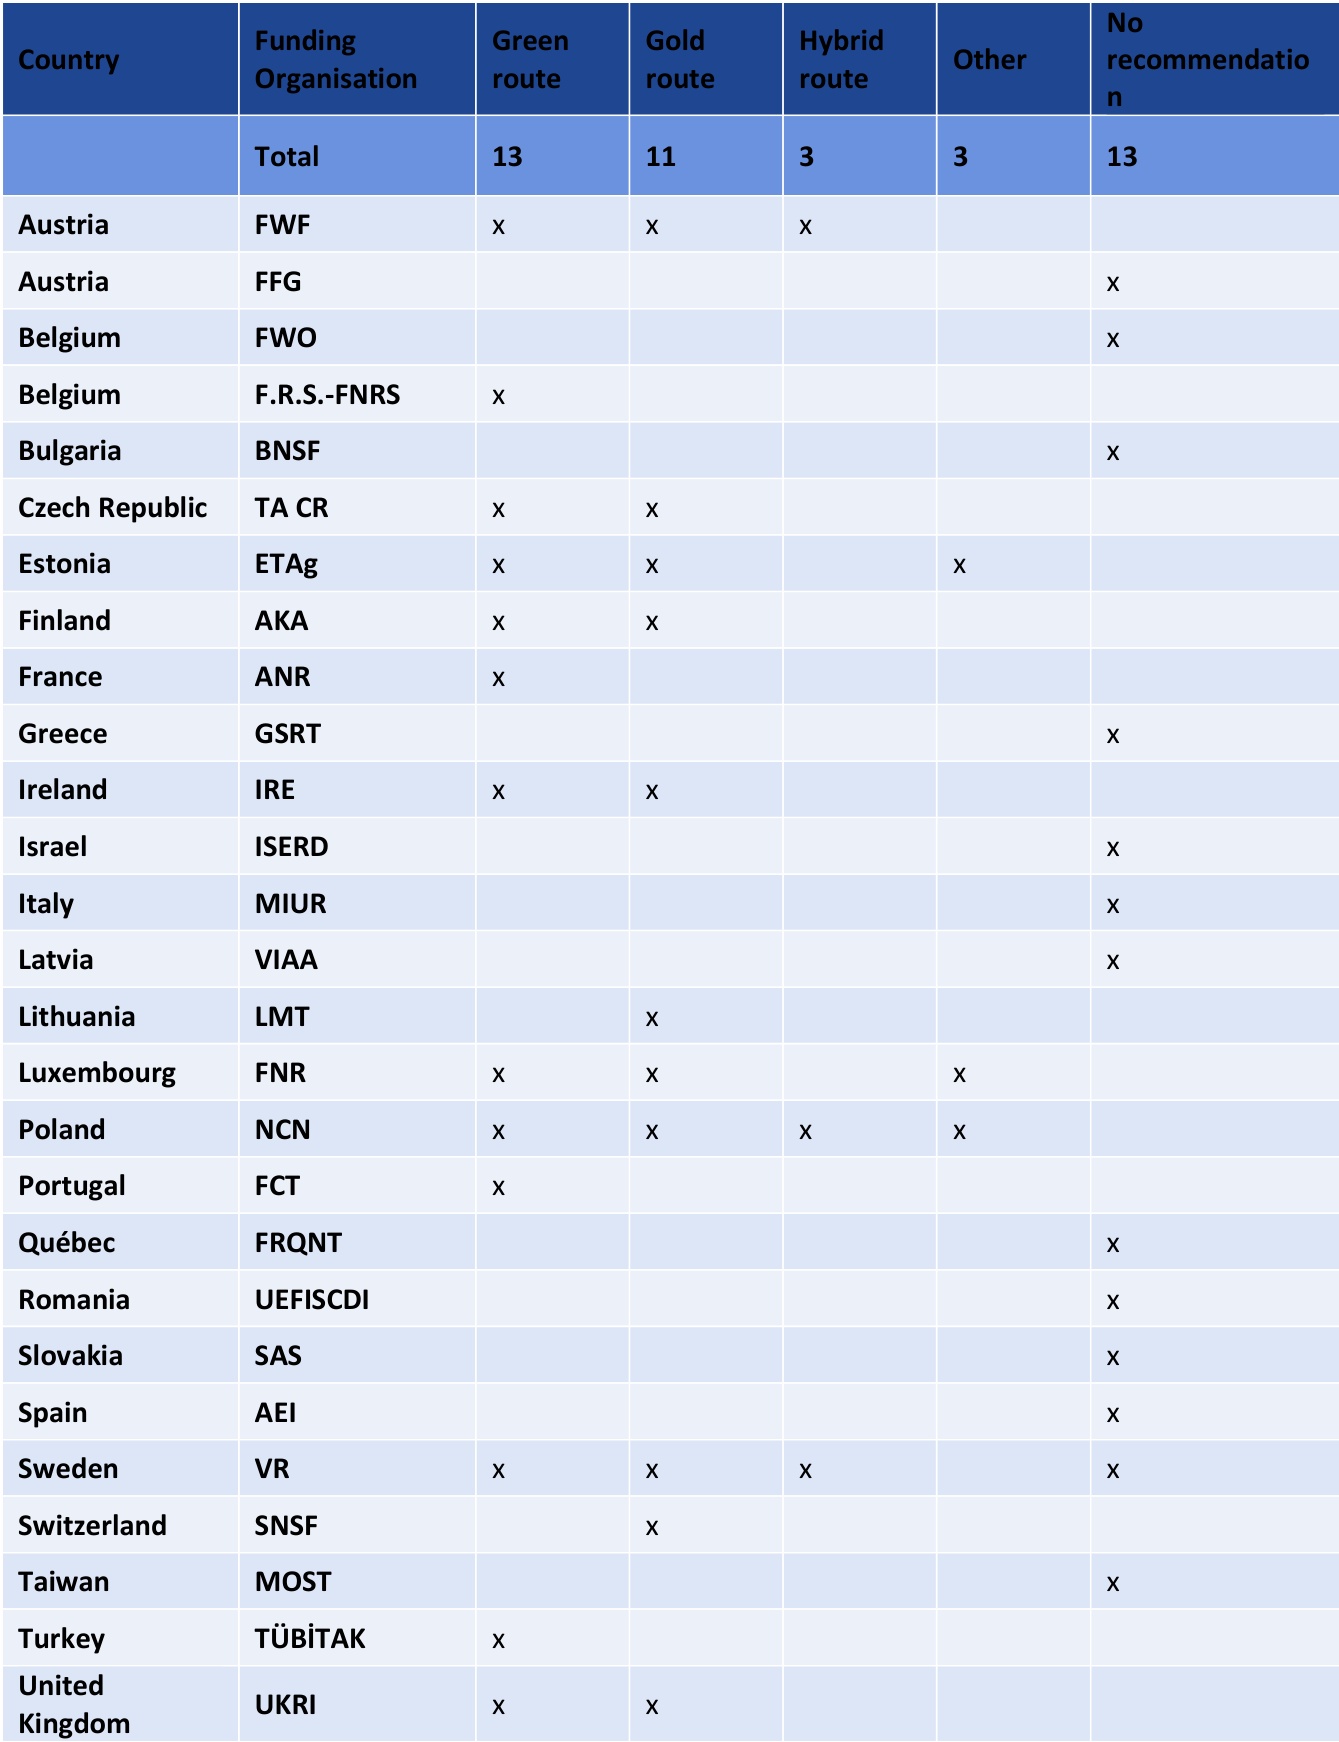 Country Funding Organisation Green route Gold route Hybrid route Other No recommendatio n
Total 13 11 3 3 13
Austria FWF x x x
Austria FFG x
Belgium FWO x
Belgium F.R.S.-FNRS x
Bulgaria BNSF x
Czech Republic TA CR x x
Estonia ETAg x x x
Finland AKA x x
France ANR x
Greece GSRT x
Ireland IRE x x
Israel ISERD x
Italy MIUR x
Latvia VIAA x
Lithuania LMT x
Luxembourg FNR x x x
Poland NCN x x x x
Portugal FCT x
Québec FRQNT x
Romania UEFISCDI x
Slovakia SAS x
Spain AEI x
Sweden VR x x x x
Switzerland SNSF x
Taiwan MOST x
Turkey TÜBİTAK x
United Kingdom UKRI x x